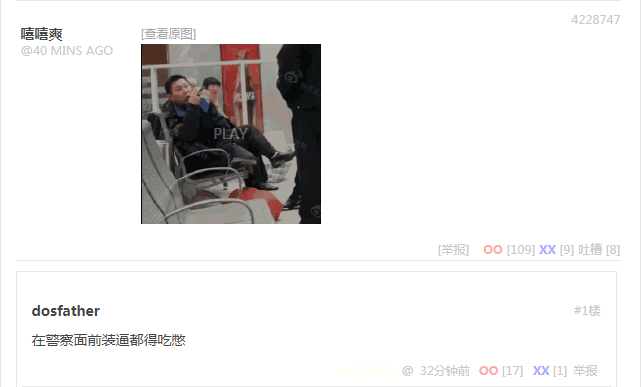 4228747
嘻嘻爽
[查看原图]
@40 MINS AGO
PLAY
[举报] OO [109] XX [9] 吐槽 [8]
dosfather
#1楼
在警察面前装逼都得吃憋
@ 32分钟前 OO [17] XX [1] 举报